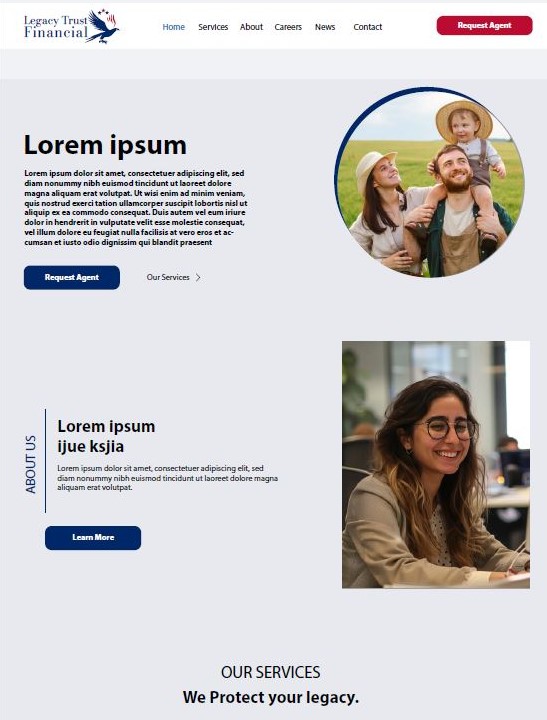 Legacy Trust
Financial
Home Services About Careers News Contact
Request Agent
Lorem ipsum
Lorem ipsum dolor sit amet, consectetuer adipiscing elit, sed
diam nonummy nibh euismod tincidunt ut laoreet dolore
magna aliquam erat volutpat. Ut wisi enim ad minim veniam,
quis nostrud exerci tation ullamcorper suscipit lobortis nisl ut
aliquip ex ea commodo consequat. Duis autem vel eum iriure
dolor in hendrerit in vulputate velit esse molestie consequat,
vel illum dolore eu feugiat nulla facilisis at vero eros et ac-
cumsan et iusto odio dignissim qui blandit praesent
Request Agent
Our Services
ABOUT US
Lorem ipsum
ijue ksjia
Lorem ipsum dolor sit amet, consectetuer adipiscing elit, sed
diam nonummy nibh euismod tincidunt ut laoreet dolore magna
aliquam erat volutpat.
Learn More
OUR SERVICES
We Protect your legacy.